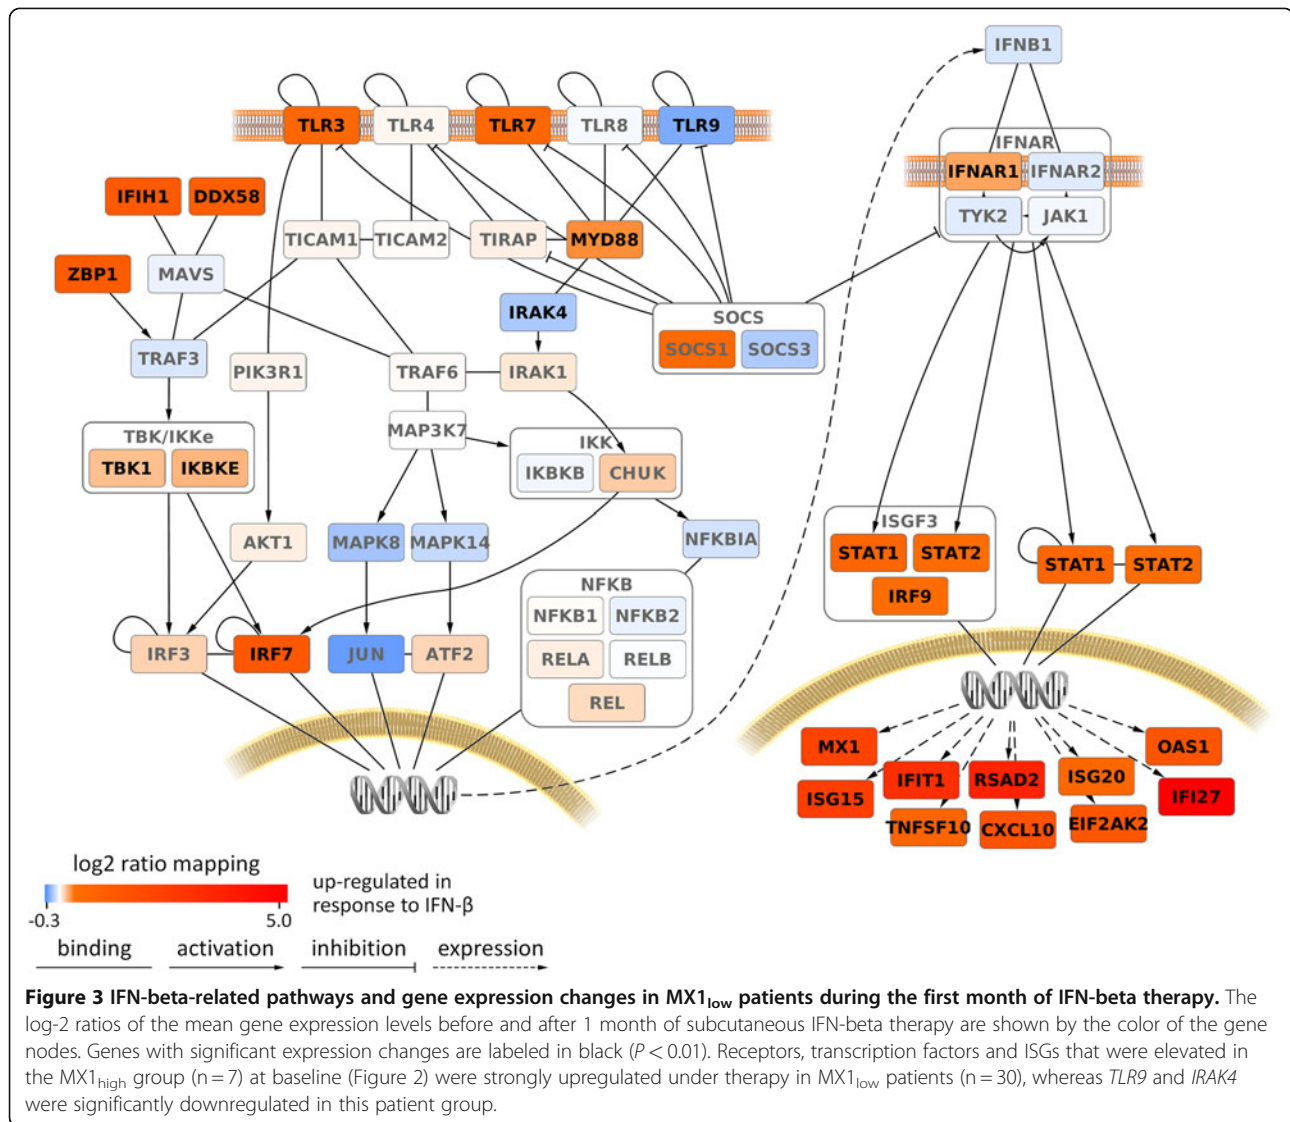 IFNB1
IFNAR
TLR3 TLR4 TLR7 TLR8 TLR9
IFNAR1 IFNAR2
IFIH1 DDX58
TYK2 JAK1
TICAM1 TICAM2 TIRAP MYD88
ZBP1 MAVS
IRAK4
SOCS
SOCS1 SOCS3
TRAF3 PIK3R1 TRAF6 IRAK1
TBK/IKKe
TBK1 IKBKE
MAP3K7
IKK
IKBKB CHUK
ISGF3
AKT1 MAPK8 MAPK14 NFKBIA
STAT1 STAT2
STAT1 STAT2
IRF9
NFKB
NFKB1 NFKB2
IRF3 IRF7 JUN ATF2
RELA RELB
REL
MX1 OAS1
ISG15 IFIT1 RSAD2 ISG20 IFI27
TNFSF10 CXCL10 EIF2AK2
log2 ratio mapping
-0.3 5.0
up-regulated in
response to IFN-β
binding activation inhibition expression
Figure 3 IFN-beta-related pathways and gene expression changes in MX1low patients during the first month of IFN-beta therapy. The
log-2 ratios of the mean gene expression levels before and after 1 month of subcutaneous IFN-beta therapy are shown by the color of the gene
nodes. Genes with significant expression changes are labeled in black (P < 0.01). Receptors, transcription factors and ISGs that were elevated in
the MX1high group (n = 7) at baseline (Figure 2) were strongly upregulated under therapy in MX1low patients (n = 30), whereas TLR9 and IRAK4
were significantly downregulated in this patient group.